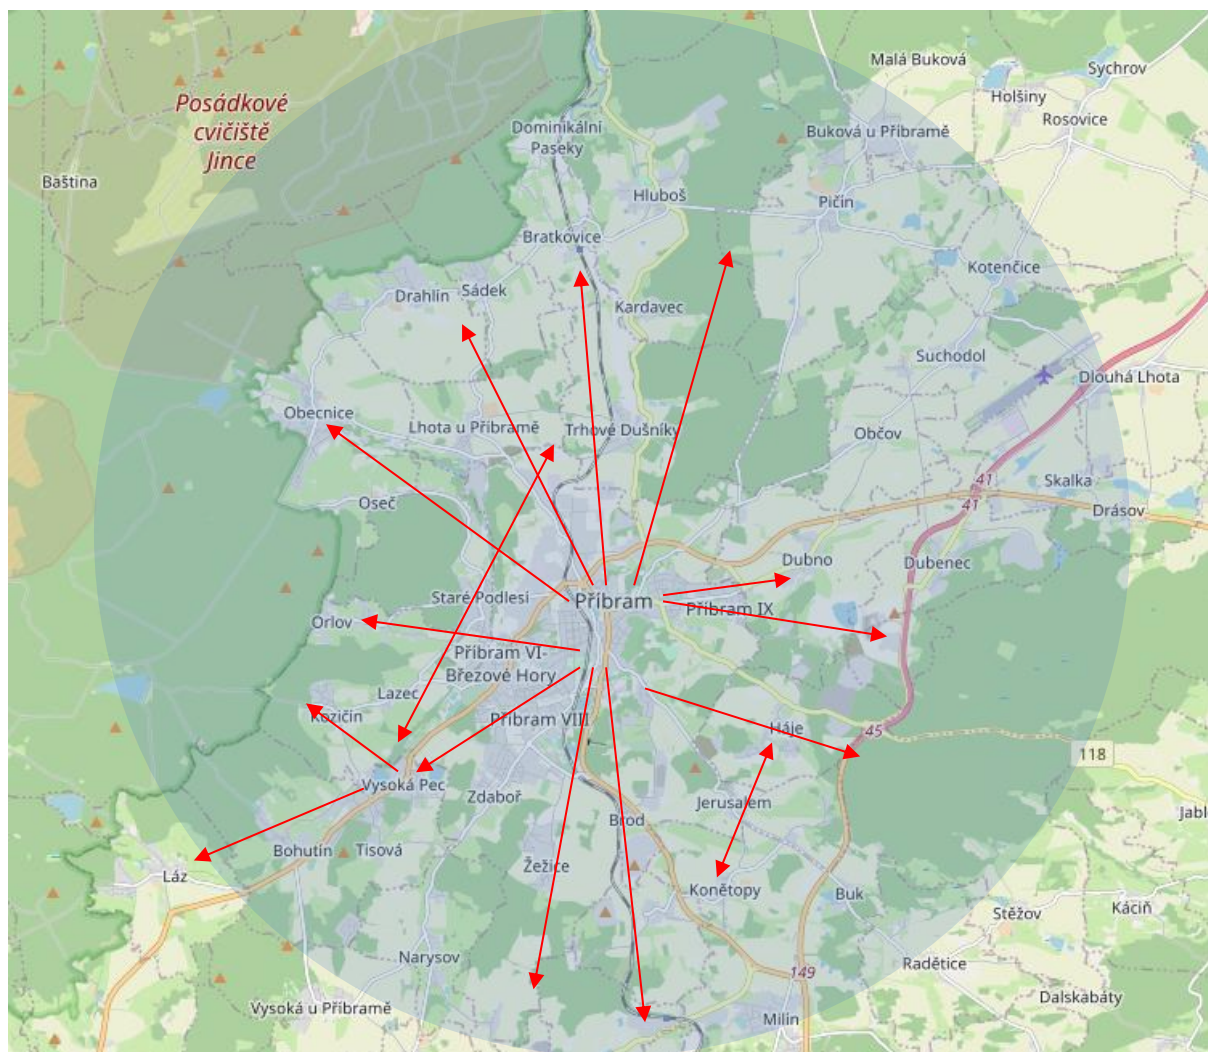 Malá Buková
Sychrov
Holšiny
Posádkové
cvičiště
Jince
Rosovice
Dominikální
Paseky
Buková u Příbramě
Baština
Hluboš
Pičín
Bratkovice
Kotenčice
Drahlín
Sádek
Kardavec
Suchodol
Dlouhá Lhota
Obecnice
Lhota u Příbramě
Trhové Dušníky
Občov
41
Skalka
41
Oseč
Drásov
Dubno
Dubenec
Staré Podlesí
Příbram
Příbram IX
Orlov
Příbram VI-
Březové Hory
Lazec
Kozičín
Příbram VIII
Háje
45
118
Vysoká Pec
Zdaboř
Jerusalem
Jabl
Brod
Bohutín
Tisová
Žežice
Láz
Konětopy
Buk
Káciň
Stěžov
Narysov
Radětice
149
Dalskabáty
Vysoká u Příbramě
Milín